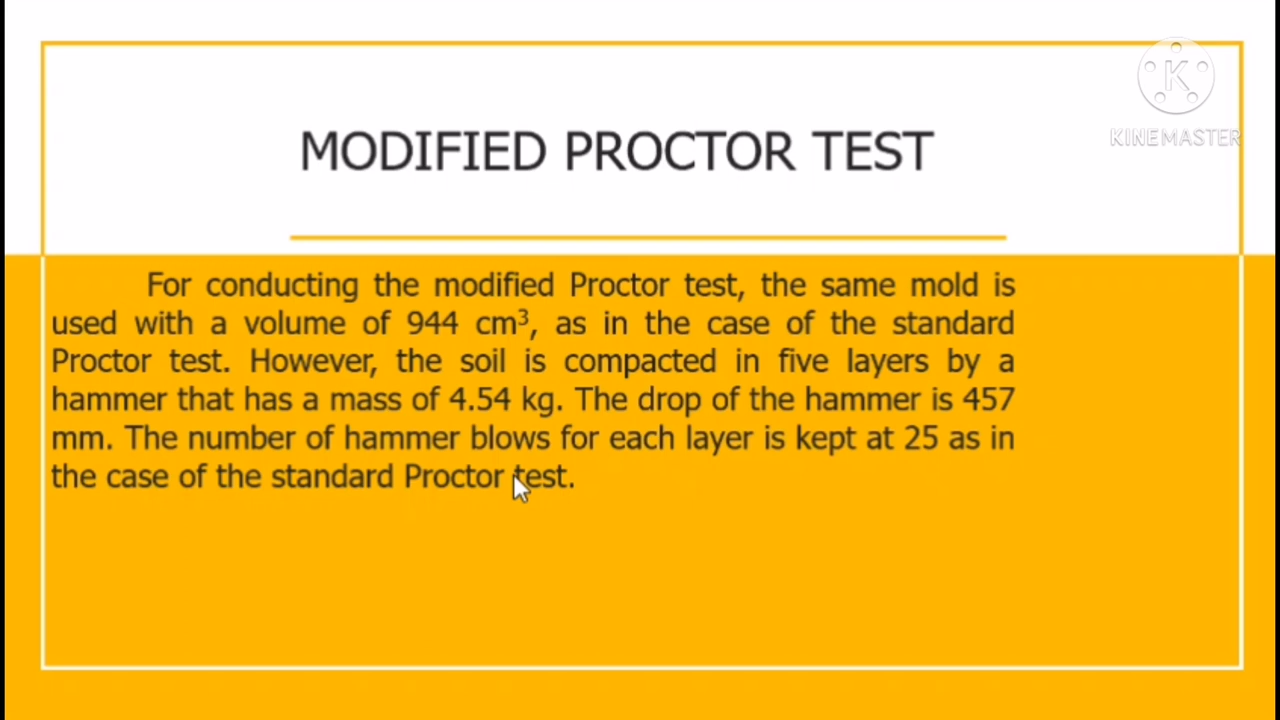 K
KINEMASTER
MODIFIED PROCTOR TEST
For conducting the modified Proctor test, the same mold is
used with a volume of 944 cm³, as in the case of the standard
Proctor test. However, the soil is compacted in five layers by a
hammer that has a mass of 4.54 kg. The drop of the hammer is 457
mm. The number of hammer blows for each layer is kept at 25 as in
the case of the standard Proctor test.